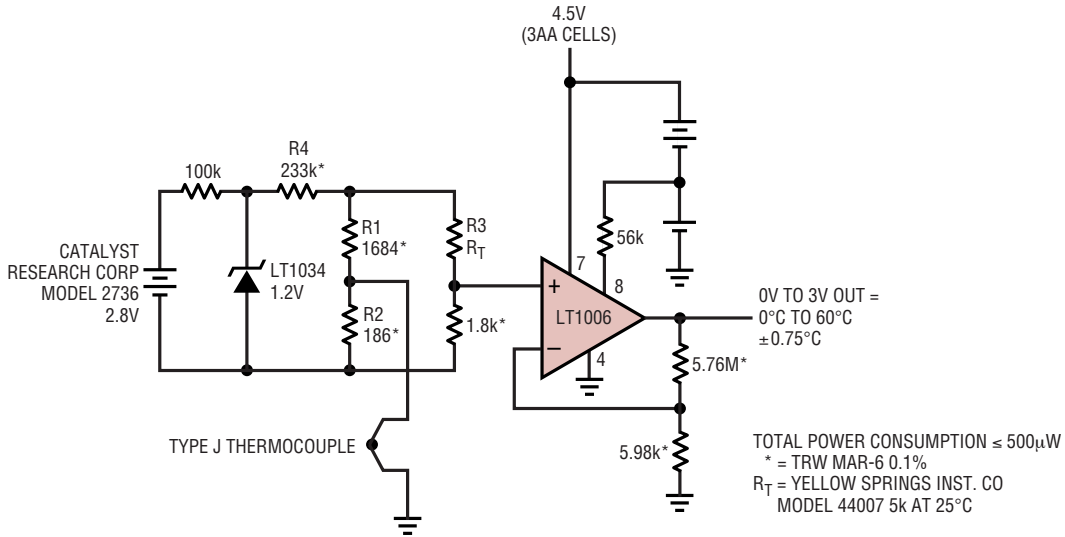 4.5V
(3AA CELLS)
R4
233k*
100k
R1
1684*
R3
RT
CATALYST
RESEARCH CORP
MODEL 2736
2.8V
LT1034
1.2V
R2
186*
1.8k*
56k
7
8
+
LT1006
–
4
0V TO 3V OUT =
0°C TO 60°C
±0.75°C
5.76M*
TYPE J THERMOCOUPLE
5.98k*
TOTAL POWER CONSUMPTION ≤ 500µW
* = TRW MAR-6 0.1%
RT = YELLOW SPRINGS INST. CO
MODEL 44007 5k AT 25°C